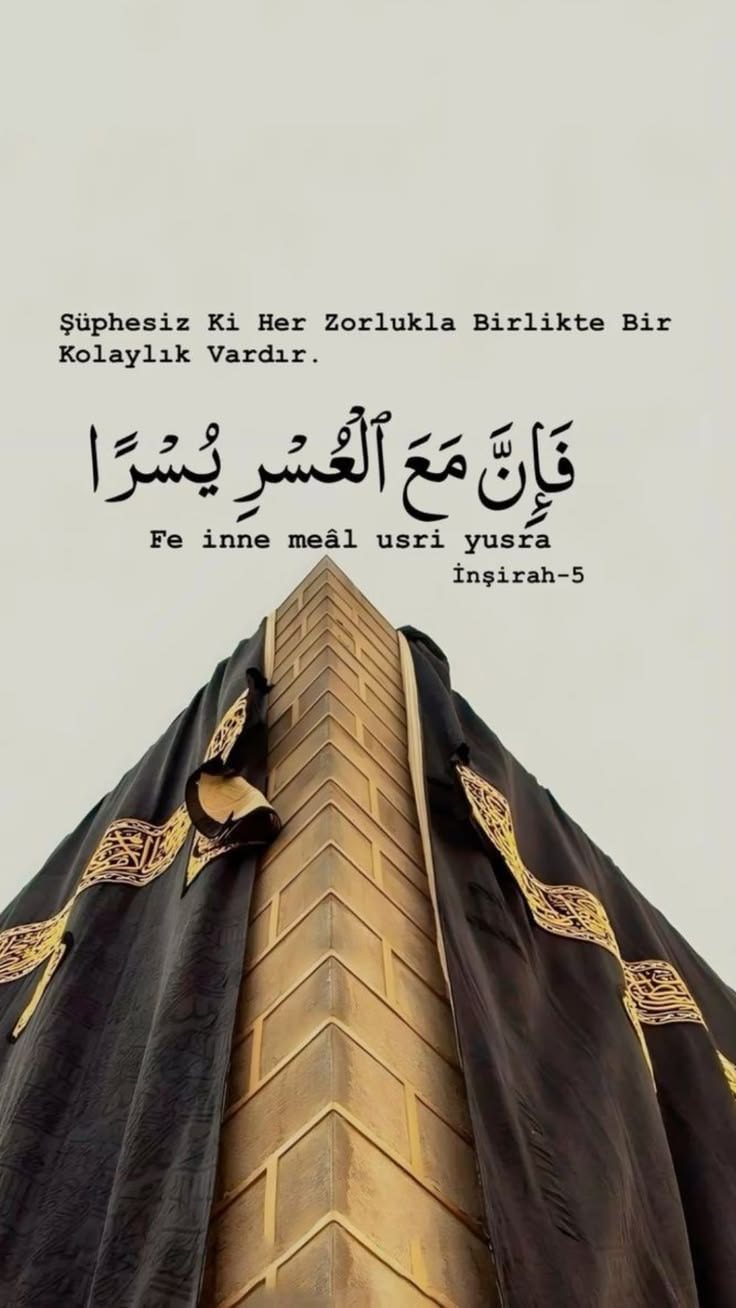 Şüphesiz Ki Her Zorlukla Birlikte Bir
Kolaylık Vardır.
فَإِنَّ مَعَ ٱلْعُسْرِ يُسْرًا
Fe inne meâl usri yusra
İnşirah-5